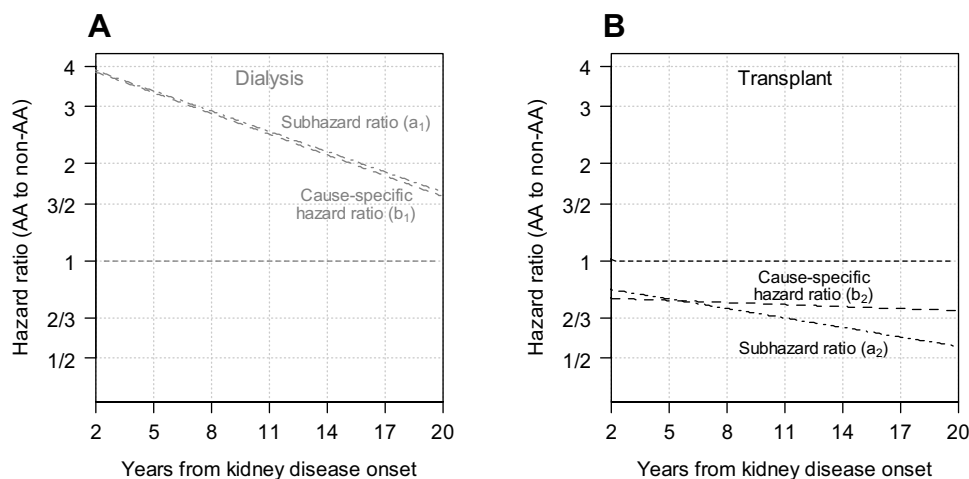 A
Dialysis
Subhazard ratio (a₁)
Cause-specific
hazard ratio (b₁)
Hazard ratio (AA to non-AA)
4
3
2
3/2
1
2/3
1/2
2 5 8 11 14 17 20
Years from kidney disease onset
B
Transplant
Cause-specific
hazard ratio (b₂)
Subhazard ratio (a₂)
Hazard ratio (AA to non-AA)
4
3
2
3/2
1
2/3
1/2
2 5 8 11 14 17 20
Years from kidney disease onset